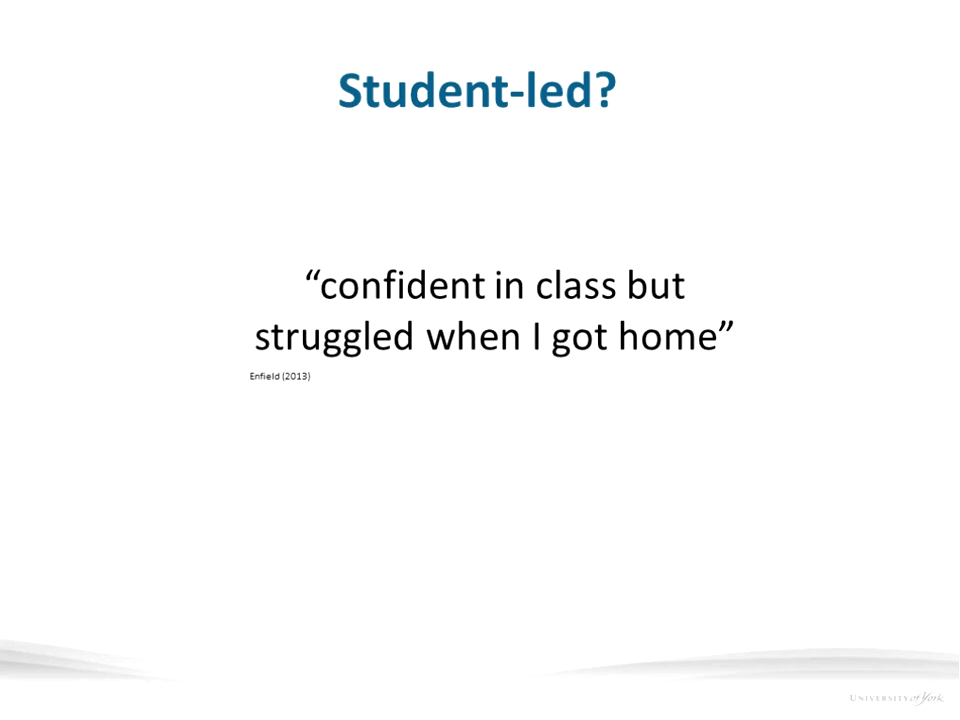 Student-led?
“confident in class but
struggled when I got home”
Enfield (2013)
UNIVERSITY of York